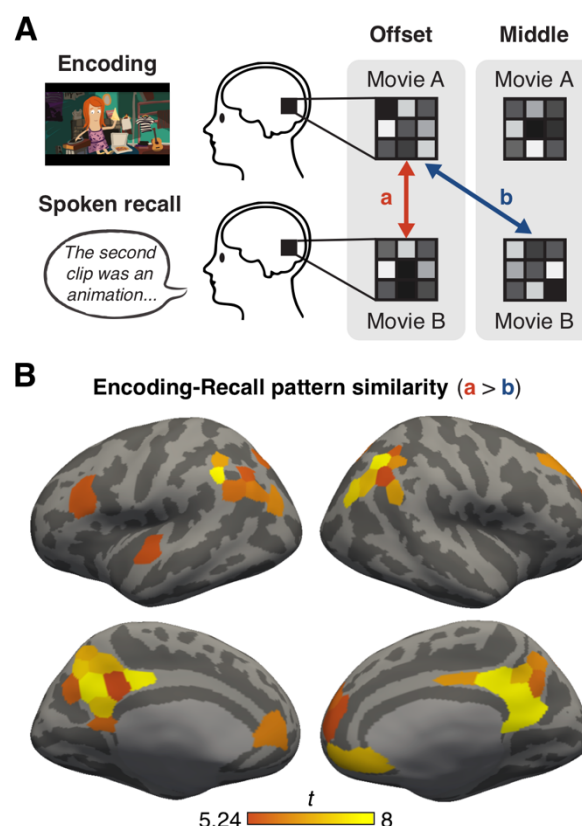 A
Offset
Middle
Encoding
Movie A
Movie A
Spoken recall
a
b
The second
clip was an
animation...
Movie B
Movie B
B
Encoding-Recall pattern similarity (a > b)
t
5.24
8